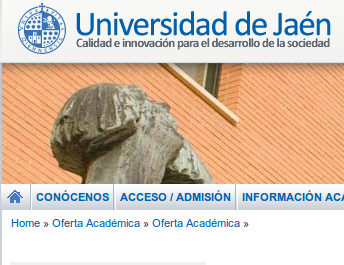 Universidad de Jaén
Calidad e innovación para el desarrollo de la sociedad
CONÓCENOS ACCESO / ADMISIÓN INFORMACIÓN ACA
Home » Oferta Académica » Oferta Académica »